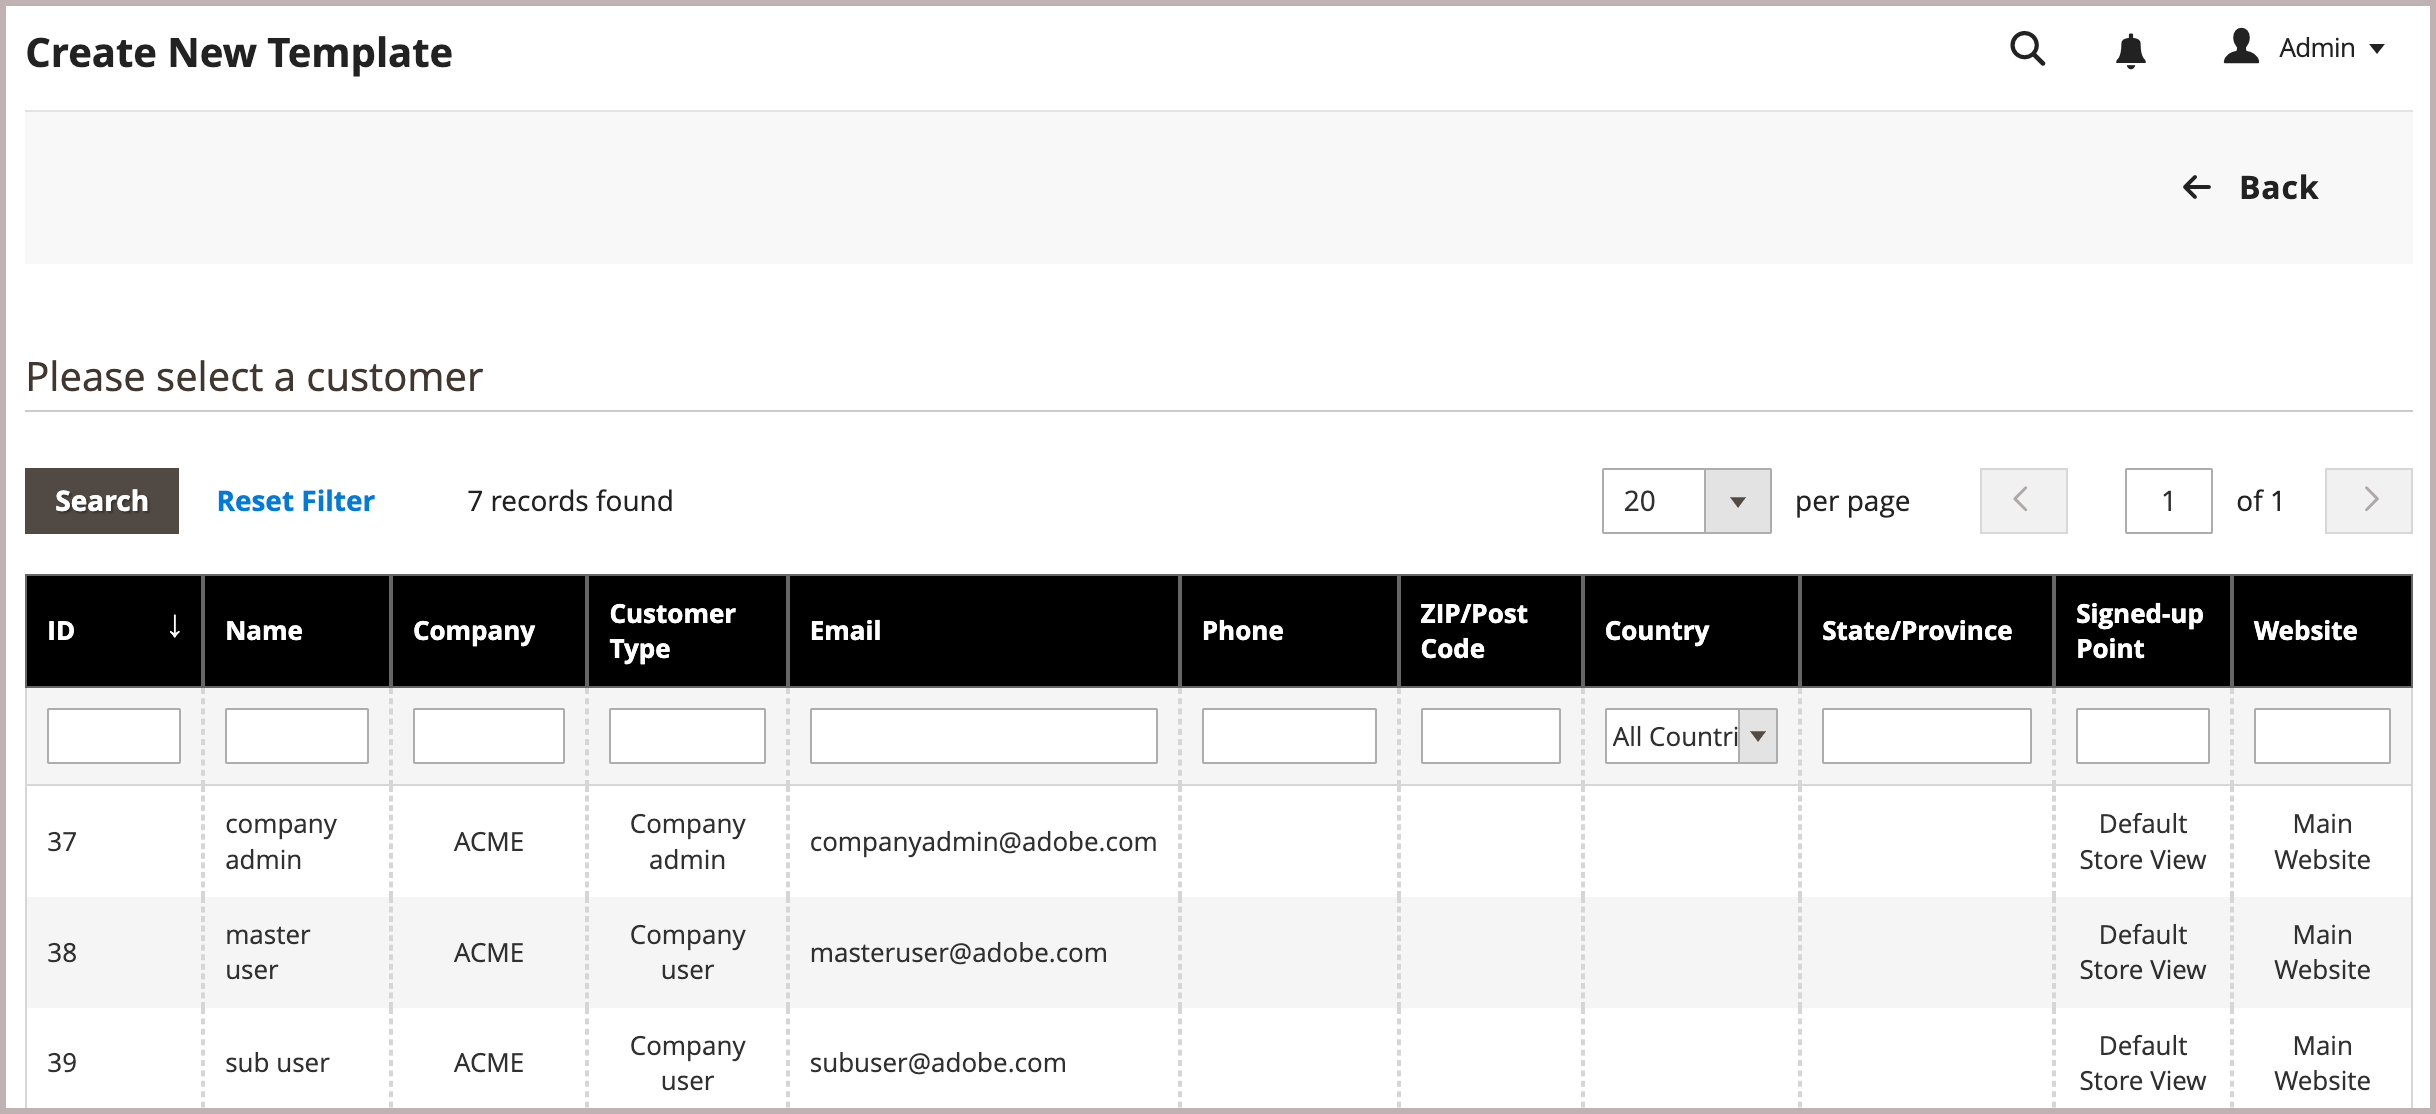 Create New Template
Admin
Back
Please select a customer
Search Reset Filter 7 records found 20 per page 1 of 1
ID Name Company Customer Type Email Phone ZIP/Post Code Country State/Province Signed-up Point Website
All Countri
37 company admin ACME Company admin companyadmin@adobe.com Default Store View Main Website
38 master user ACME Company user masteruser@adobe.com Default Store View Main Website
39 sub user ACME Company user subuser@adobe.com Default Store View Main Website